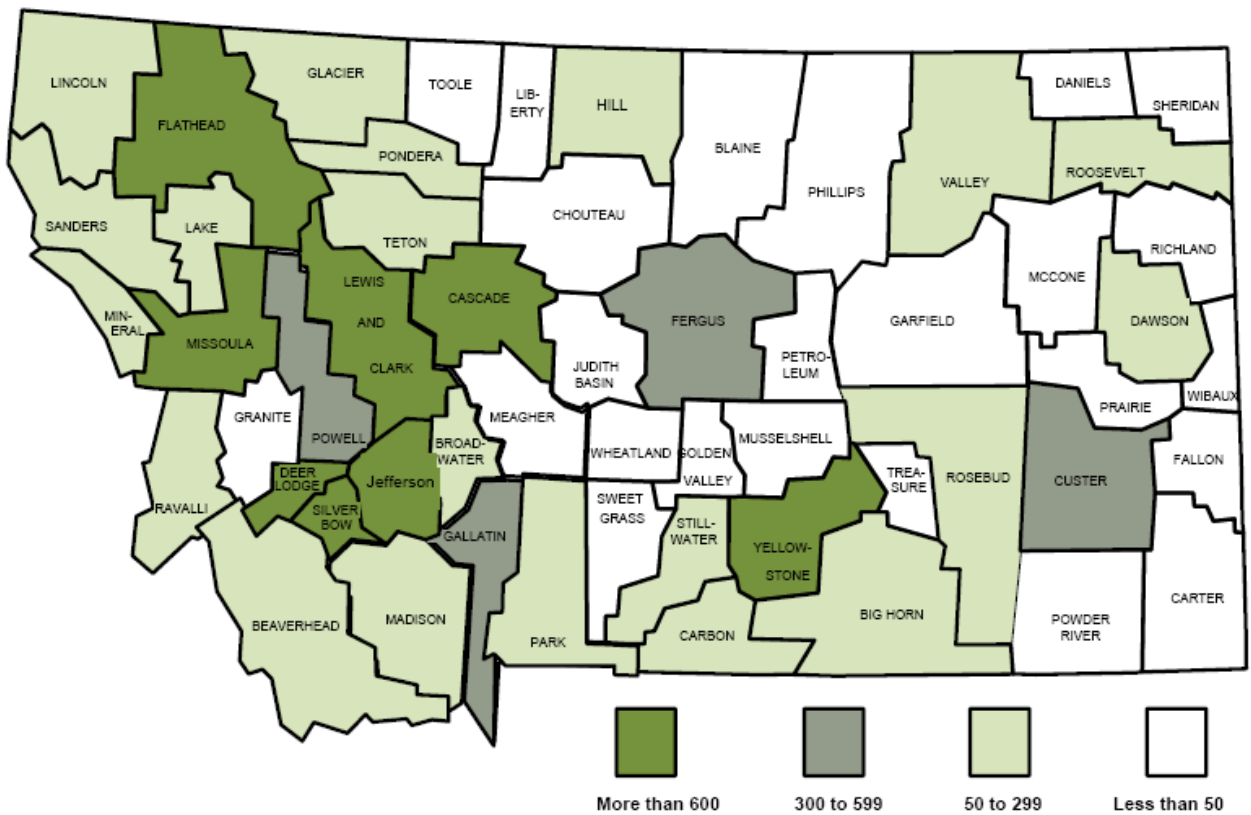 LINCOLN
FLATHEAD
GLACIER
TOOLE
LIB-
ERTY
HILL
BLAINE
PHILLIPS
VALLEY
DANIELS
SHERIDAN
ROOSEVELT
PONDERA
SANDERS
LAKE
TETON
CHOUTEAU
MCCONE
RICHLAND
LEWIS
AND
CLARK
CASCADE
FERGUS
GARFIELD
DAWSON
MIN-
ERAL
MISSOULA
JUDITH
BASIN
PETRO-
LEUM
PRAIRIE
WIBAUX
GRANITE
POWELL
MEAGHER
BROAD-
WATER
WHEATLAND
GOLDEN
VALLEY
MUSSELSHELL
TREA-
SURE
ROSEBUD
CUSTER
FALLON
DEER
LODGE
Jefferson
RAVALLI
SILVER
BOW
GALLATIN
SWEET
GRASS
STILL-
WATER
YELLOW-
STONE
BEAVERHEAD
MADISON
PARK
CARBON
BIG HORN
POWDER
RIVER
CARTER
More than 600
300 to 599
50 to 299
Less than 50